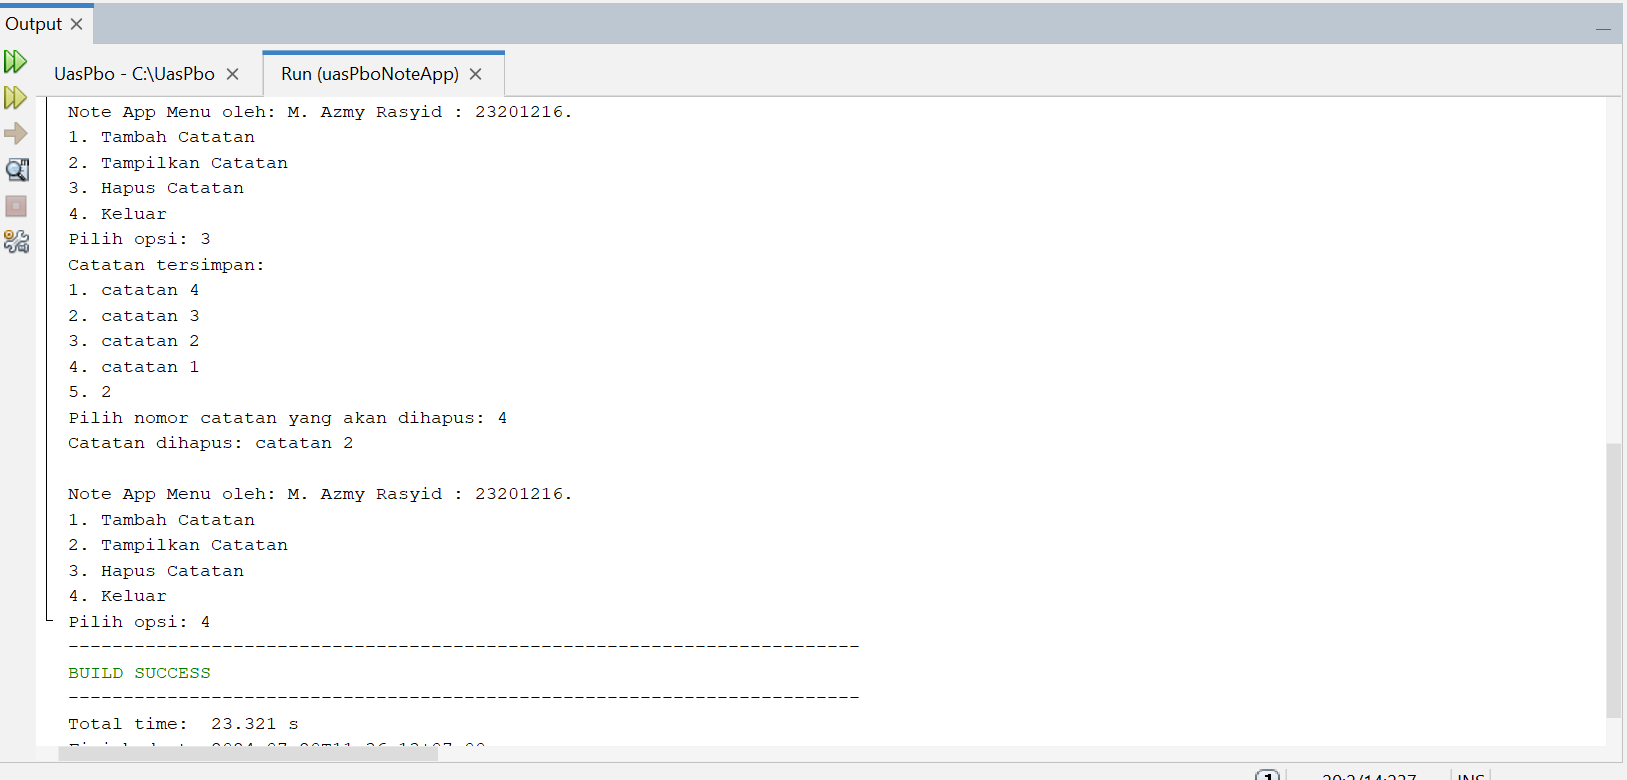 Output
UasPbo - C:\UasPbo
Run (uasPboNoteApp)
Note App Menu oleh: M. Azmy Rasyid : 23201216.
1. Tambah Catatan
2. Tampilkan Catatan
3. Hapus Catatan
4. Keluar
Pilih opsi: 3
Catatan tersimpan:
1. catatan 4
2. catatan 3
3. catatan 2
4. catatan 1
5. 2
Pilih nomor catatan yang akan dihapus: 4
Catatan dihapus: catatan 2
Note App Menu oleh: M. Azmy Rasyid : 23201216.
1. Tambah Catatan
2. Tampilkan Catatan
3. Hapus Catatan
4. Keluar
Pilih opsi: 4
------------------------------------------------------------------------
BUILD SUCCESS
------------------------------------------------------------------------
Total time:  23.321 s
1
INS